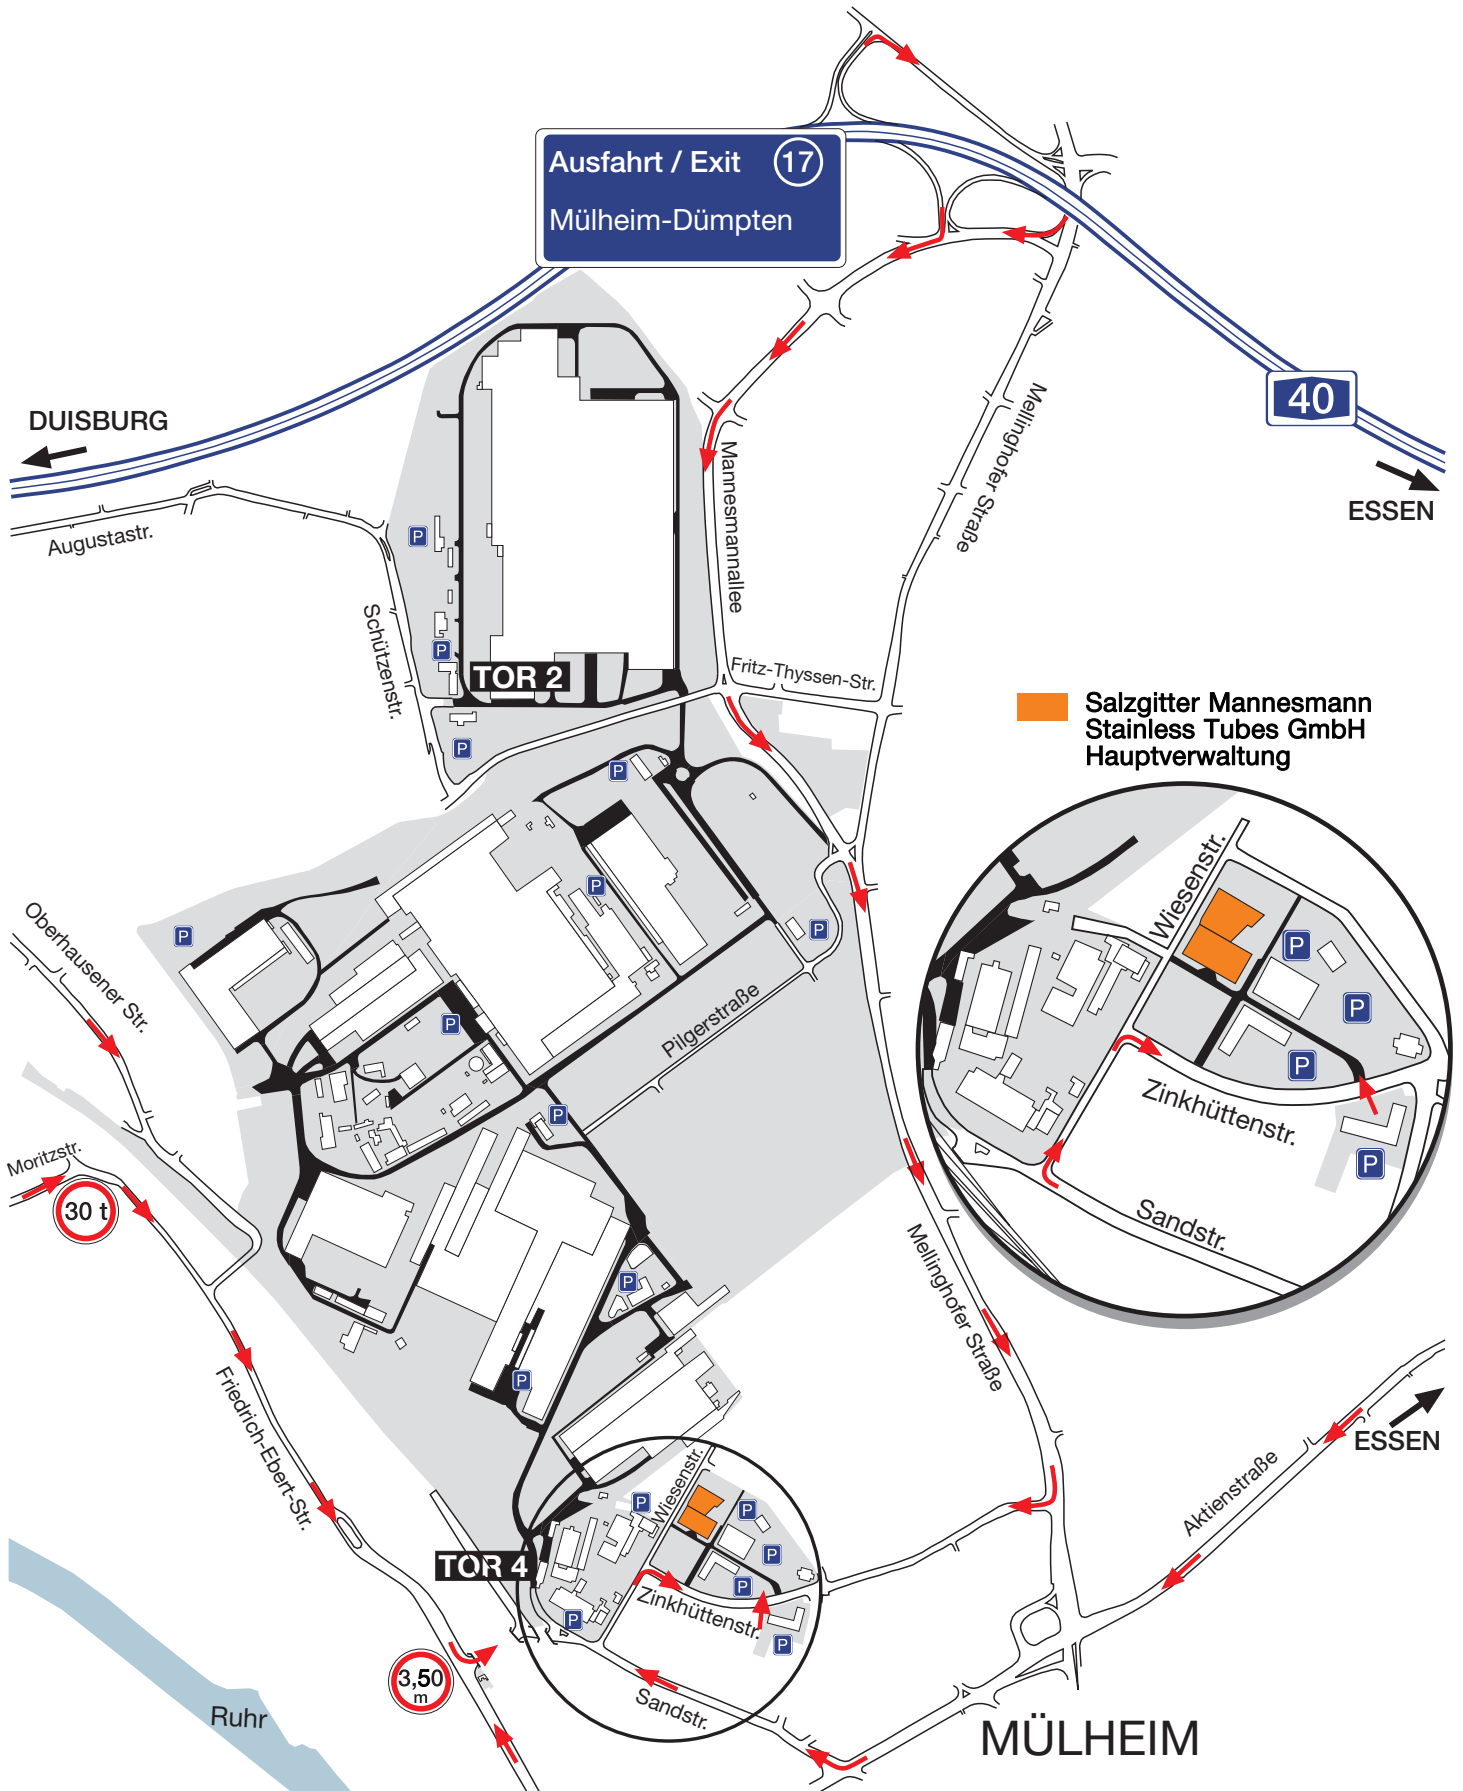 Ausfahrt / Exit 17
Mülheim-Dümpten
40
DUISBURG
ESSEN
Augustastr.
Mannesmannallee
Mellinghofer Straße
Schützenstr.
P
P
TOR 2
Fritz-Thyssen-Str.
P
P
Salzgitter Mannesmann
Stainless Tubes GmbH
Hauptverwaltung
Wiesenstr.
P
P
P
P
Zinkhüttenstr.
Sandstr.
P
P
P
Oberhausener Str.
P
Pilgerstraße
P
Moritzstr.
30 t
P
P
Mellinghofer Straße
Friedrich-Ebert-Str.
ESSEN
Aktienstraße
Wiesenstr.
P
P
P
P
P
P
TOR 4
Zinkhüttenstr.
3,50
m
Sandstr.
Ruhr
MÜLHEIM